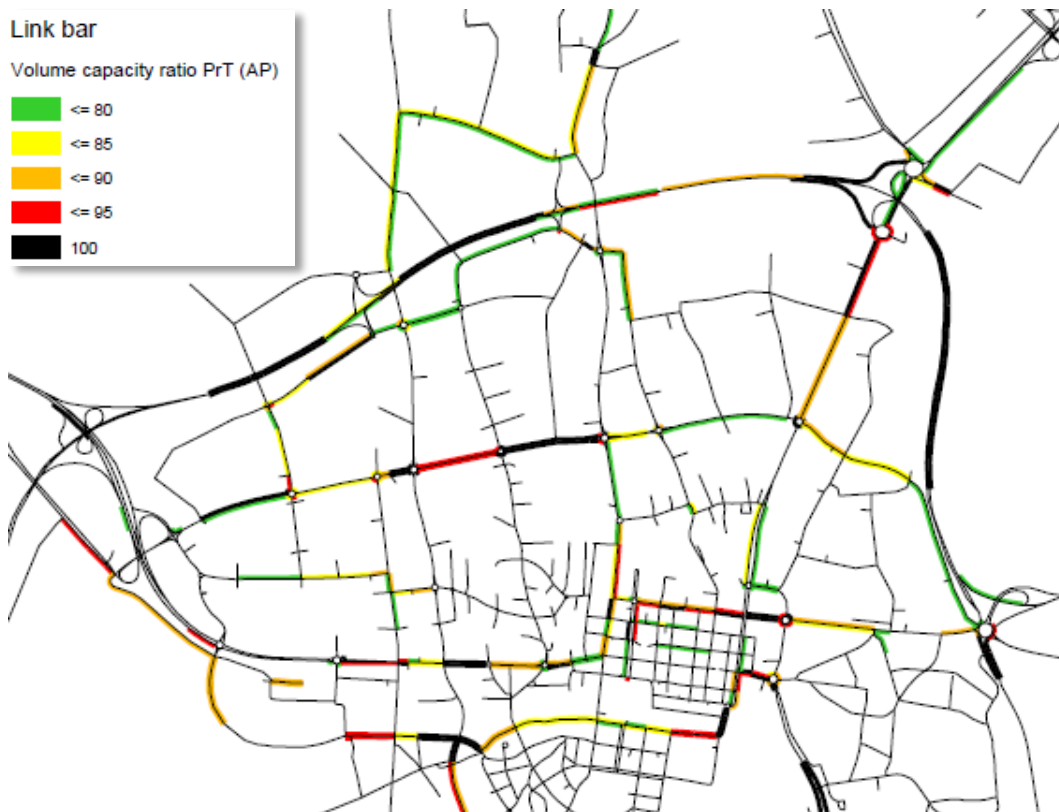 Link bar
Volume capacity ratio PrT (AP)
<= 80
<= 85
<= 90
<= 95
100